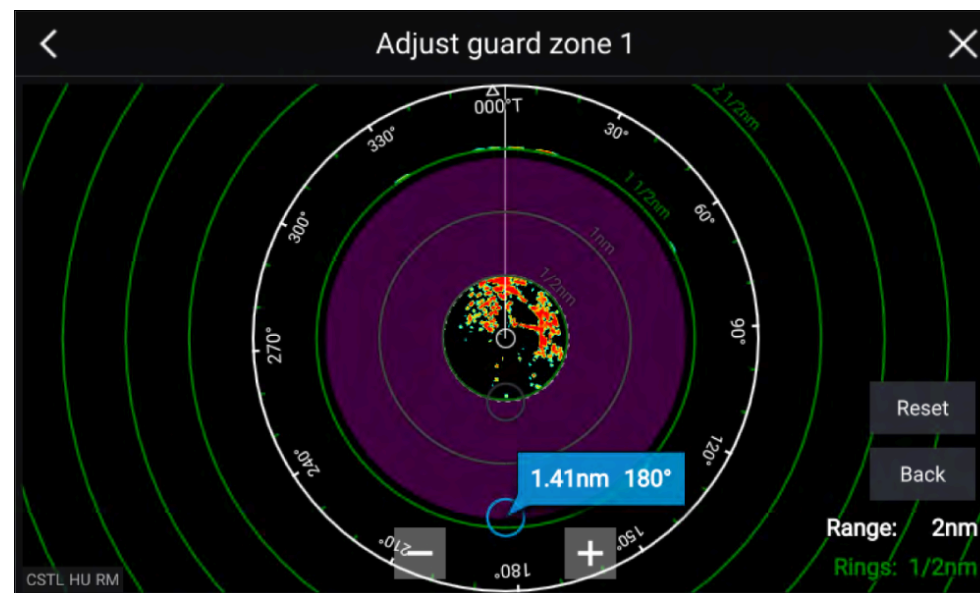 Adjust guard zone 1
000°T
30°
60°
90°
120°
150°
180°
210°
240°
270°
300°
330°
2 1/2nm
1 1/2nm
1nm
1/2nm
1.41nm 180°
Reset
Back
Range: 2nm
Rings: 1/2nm
CSTL HU RM
− +